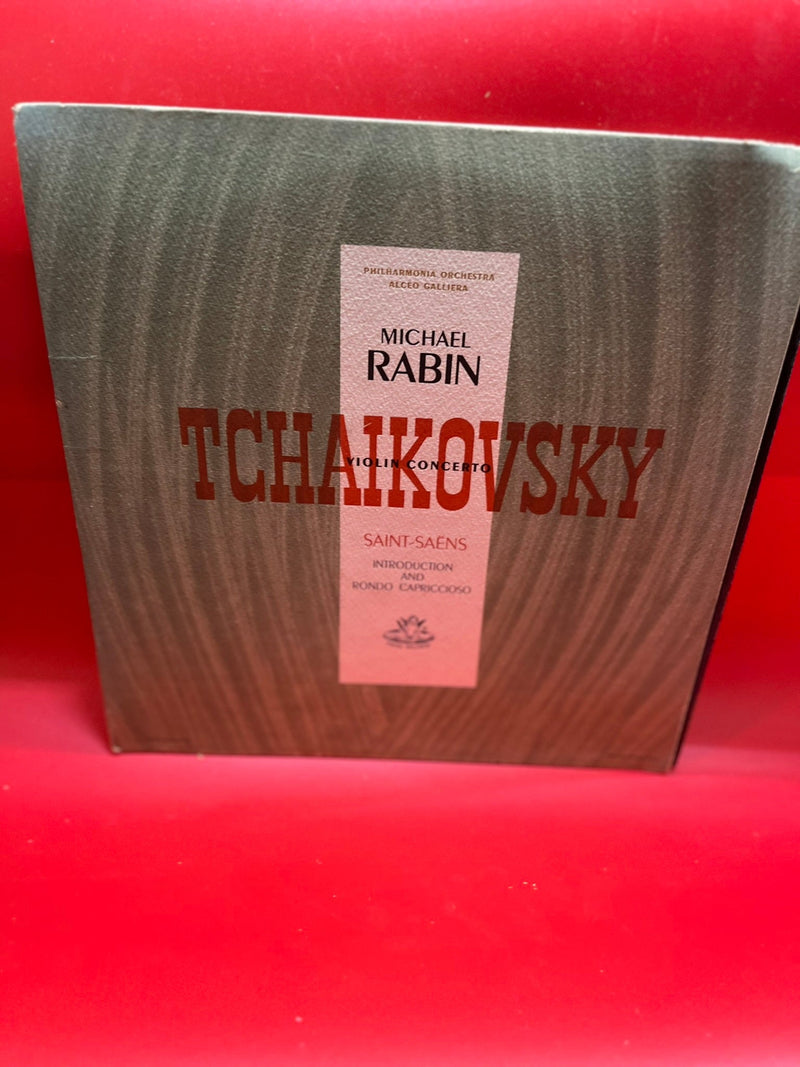 PHILHARMONIA ORCHESTRA
ALCEO GALLIERA
MICHAEL
RABIN
TCHAIKOVSKY
VIOLIN CONCERTO
SAINT-SAËNS
INTRODUCTION
AND
RONDO CAPRICCIOSO